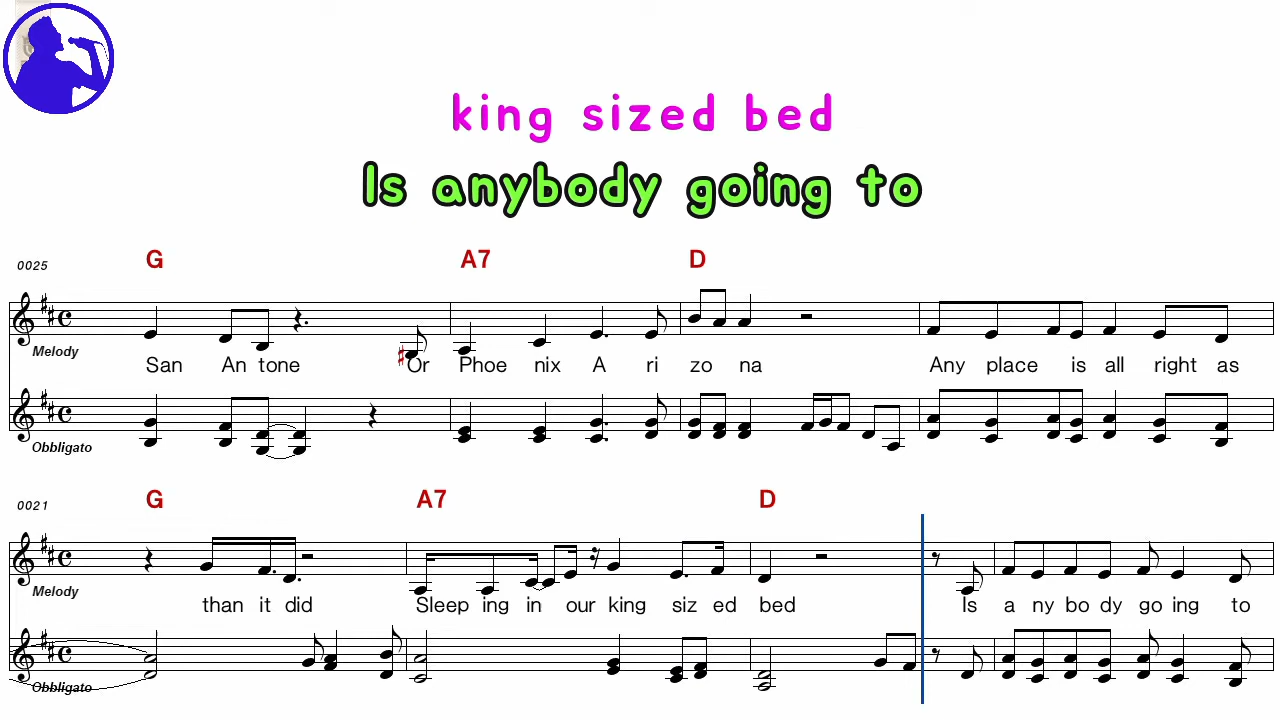 king sized bed
Is anybody going to
G A7 D
0025
Melody
San An tone Or Phoe nix A ri zo na Any place is all right as
Obbligato
G A7 D
0021
Melody
than it did Sleep ing in our king siz ed bed Is a ny bo dy go ing to
Obbligato